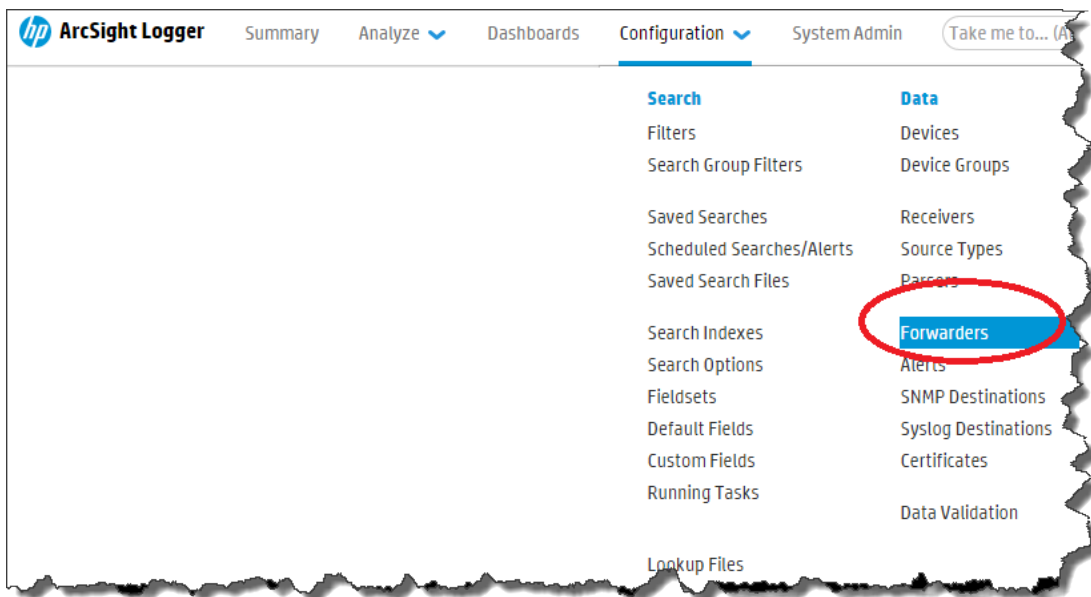 hp ArcSight Logger Summary Analyze Dashboards Configuration System Admin Take me to... (A
Search
Filters
Search Group Filters
Saved Searches
Scheduled Searches/Alerts
Saved Search Files
Search Indexes
Search Options
Fieldsets
Default Fields
Custom Fields
Running Tasks
Lookup Files
Data
Devices
Device Groups
Receivers
Source Types
Parsers
Forwarders
Alerts
SNMP Destinations
Syslog Destinations
Certificates
Data Validation